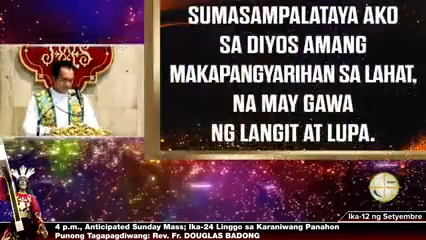 SUMASAMPALATAYA AKO
SA DIYOS AMANG
MAKAPANGYARIHAN SA LAHAT,
NA MAY GAWA
NG LANGIT AT LUPA.
Ika-12 ng Setyembre
4 p.m., Anticipated Sunday Mass; Ika-24 Linggo sa Karaniwang Panahon
Punong Tagapagdiwang: Rev. Fr. DOUGLAS BADONG